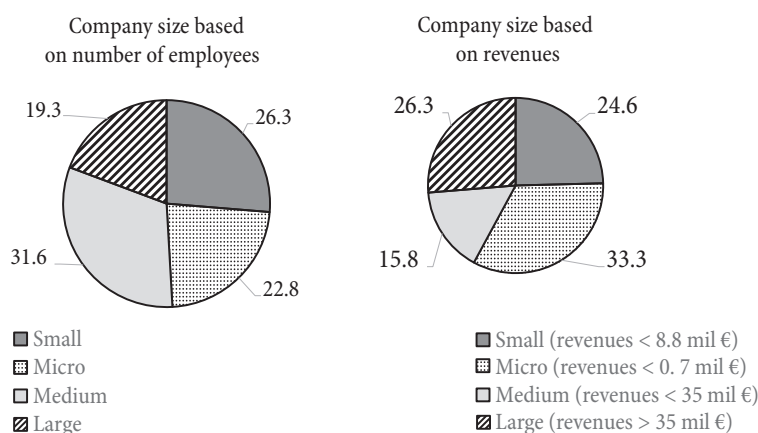 Company size based
on number of employees
19.3
26.3
31.6
22.8
Small
Micro
Medium
Large
Company size based
on revenues
26.3
24.6
15.8
33.3
Small (revenues < 8.8 mil €)
Micro (revenues < 0. 7 mil €)
Medium (revenues < 35 mil €)
Large (revenues > 35 mil €)